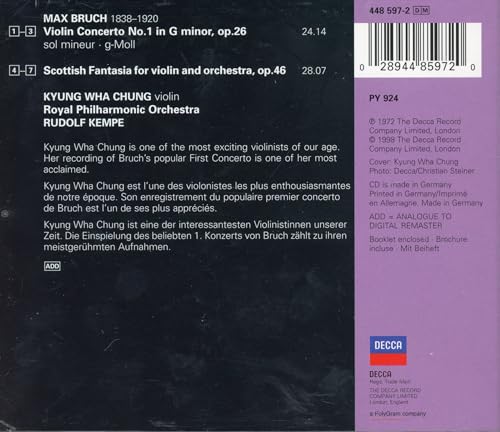 MAX BRUCH 1838–1920
1–3 Violin Concerto No.1 in G minor, op.26 24.14
sol mineur · g-Moll
4–7 Scottish Fantasia for violin and orchestra, op.46 28.07
KYUNG WHA CHUNG violin
Royal Philharmonic Orchestra
RUDOLF KEMPE
Kyung Wha Chung is one of the most exciting violinists of our age.
Her recording of Bruch's popular First Concerto is one of her most
acclaimed.
Kyung Wha Chung est l'une des violonistes les plus enthousiasmantes
de notre époque. Son enregistrement du populaire premier concerto
de Bruch est l'un de ses plus appréciés.
Kyung Wha Chung ist eine der interessantesten Violinistinnen unserer
Zeit. Die Einspielung des beliebten 1. Konzerts von Bruch zählt zu ihren
meistgerühmten Aufnahmen.
ADD
448 597-2 DM
0 28944 85972 0
PY 924
℗ 1972 The Decca Record
Company Limited, London
© 1998 The Decca Record
Company Limited, London
Cover: Kyung Wha Chung
Photo: Decca/Christian Steiner
CD is made in Germany
Printed in Germany/Imprimé
en Allemagne. Made in Germany
ADD = ANALOGUE TO
DIGITAL REMASTER
Booklet enclosed · Brochure
incluse · Mit Beiheft
DECCA
DECCA
Regd. Trade Mark
THE DECCA RECORD
COMPANY LIMITED
London, England
a PolyGram company